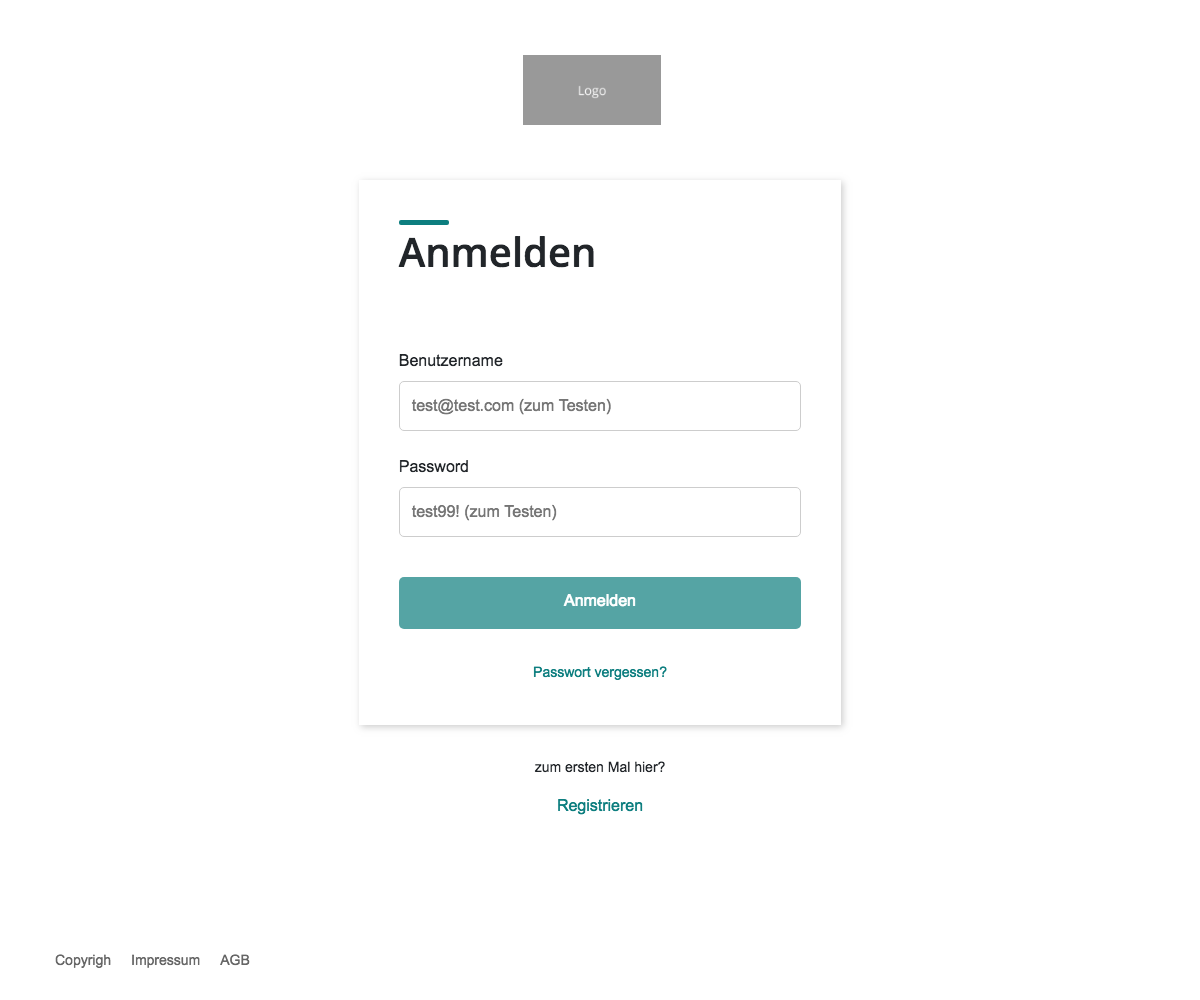 Logo
Anmelden
Benutzername
test@test.com (zum Testen)
Password
test99! (zum Testen)
Anmelden
Passwort vergessen?
zum ersten Mal hier?
Registrieren
Copyrigh Impressum AGB